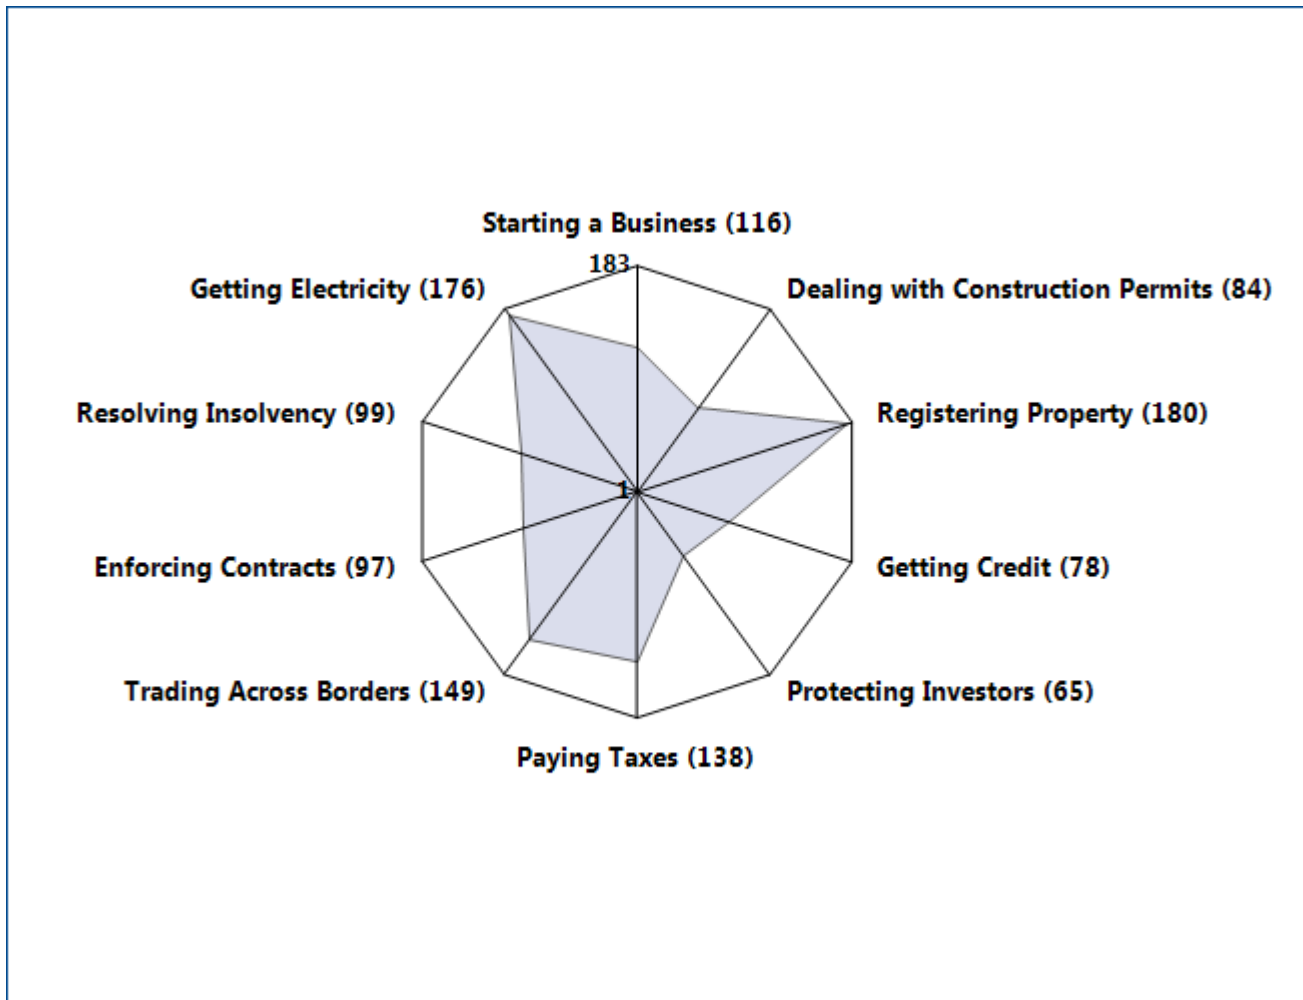 Starting a Business (116)
183
Getting Electricity (176)
Dealing with Construction Permits (84)
Resolving Insolvency (99)
Registering Property (180)
1
Enforcing Contracts (97)
Getting Credit (78)
Trading Across Borders (149)
Protecting Investors (65)
Paying Taxes (138)